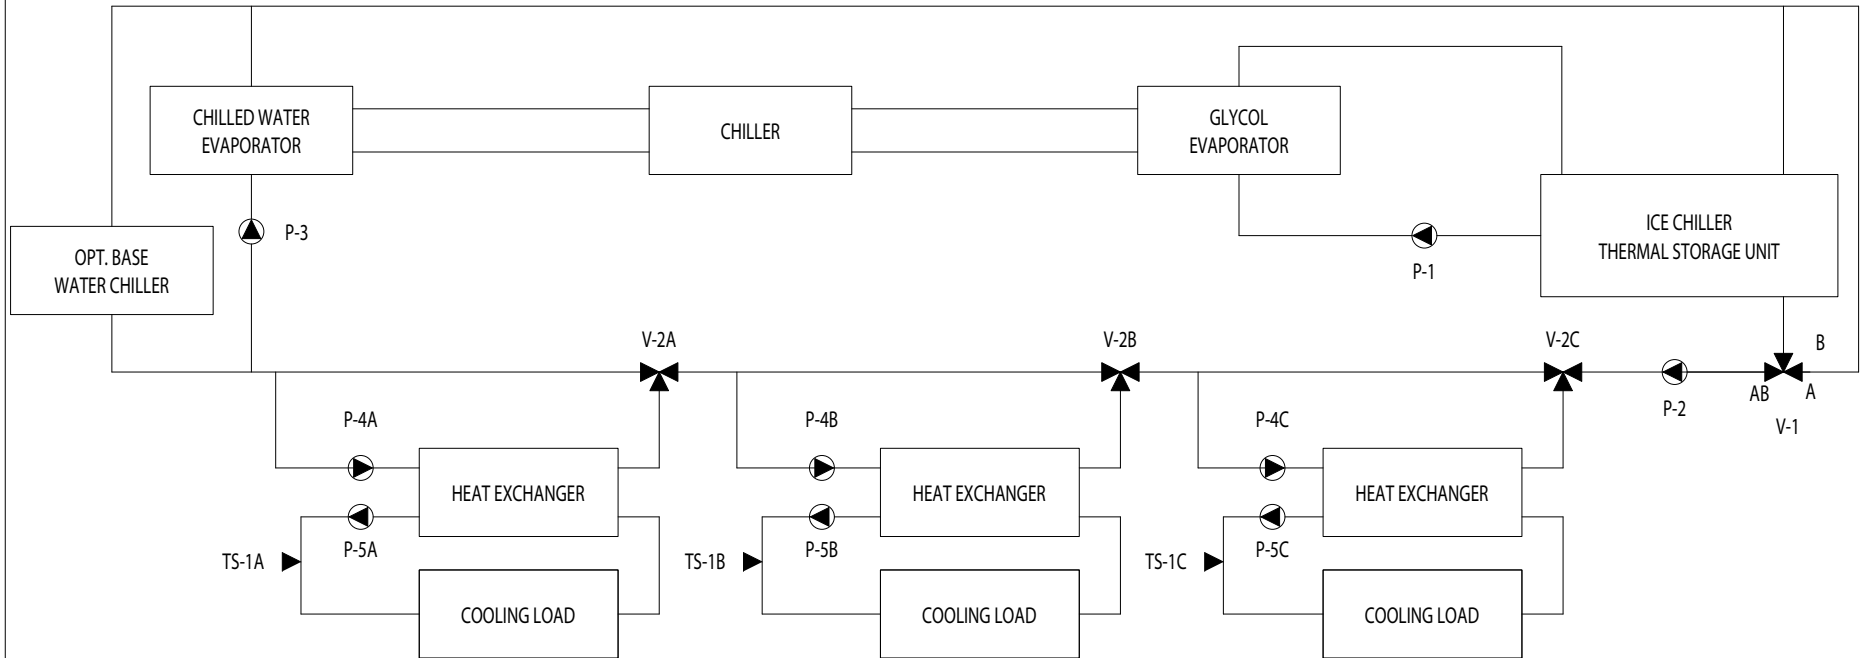 CHILLED WATER
EVAPORATOR
CHILLER
GLYCOL
EVAPORATOR
P-3
OPT. BASE
WATER CHILLER
ICE CHILLER
THERMAL STORAGE UNIT
P-1
V-2A
V-2B
V-2C
B
P-2
AB
A
V-1
P-4A
P-4B
P-4C
HEAT EXCHANGER
HEAT EXCHANGER
HEAT EXCHANGER
P-5A
P-5B
P-5C
TS-1A
TS-1B
TS-1C
COOLING LOAD
COOLING LOAD
COOLING LOAD